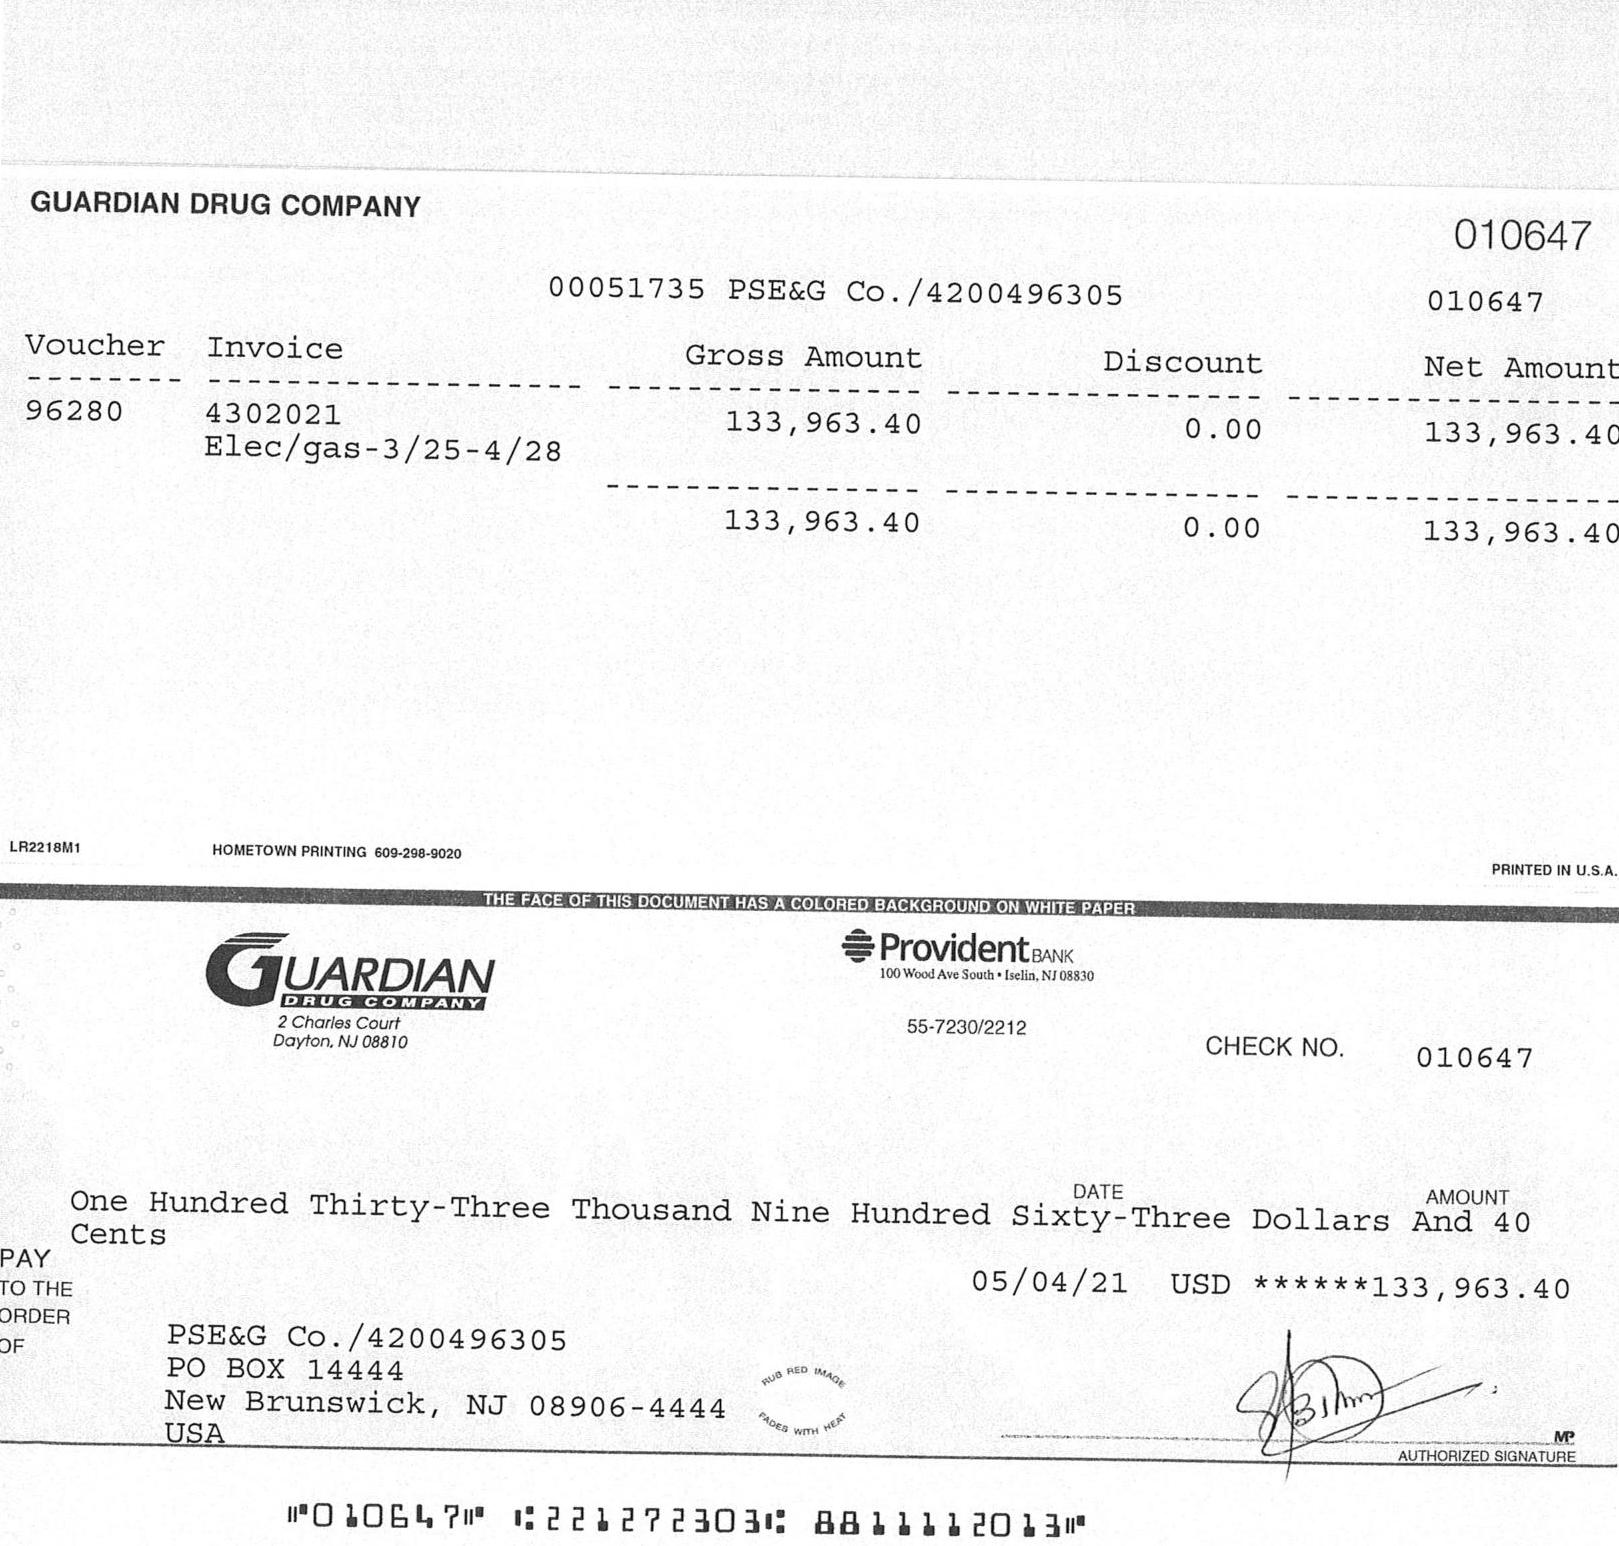 GUARDIAN DRUG COMPANY
010647
00051735 PSE&G Co./4200496305 010647
Voucher Invoice Gross Amount Discount Net Amount
-------- ------------------- ---------------- ---------------- -----------------
96280 4302021 133,963.40 0.00 133,963.40
Elec/gas-3/25-4/28
---------------- ---------------- -----------------
133,963.40 0.00 133,963.40
LR2218M1 HOMETOWN PRINTING 609-298-9020 PRINTED IN U.S.A.
THE FACE OF THIS DOCUMENT HAS A COLORED BACKGROUND ON WHITE PAPER
GUARDIAN
DRUG COMPANY
2 Charles Court
Dayton, NJ 08810
Provident BANK
100 Wood Ave South • Iselin, NJ 08830
55-7230/2212
CHECK NO. 010647
DATE AMOUNT
One Hundred Thirty-Three Thousand Nine Hundred Sixty-Three Dollars And 40
Cents
PAY
TO THE
ORDER
OF
05/04/21 USD ******133,963.40
PSE&G Co./4200496305
PO BOX 14444
New Brunswick, NJ 08906-4444
USA
RUB RED IMAGE
FADES WITH HEAT
MP
AUTHORIZED SIGNATURE
⑈010647⑈ ⑆221272303⑆ 8811112013⑈